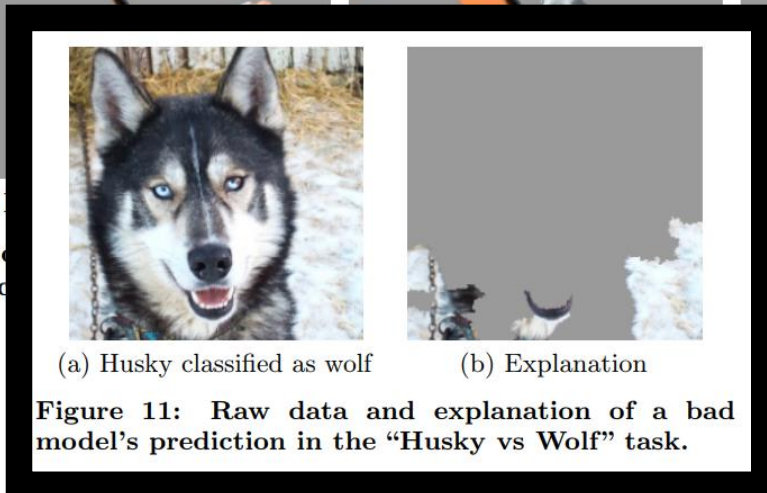 (a) Husky classified as wolf
(b) Explanation
Figure 11: Raw data and explanation of a bad
model's prediction in the “Husky vs Wolf” task.